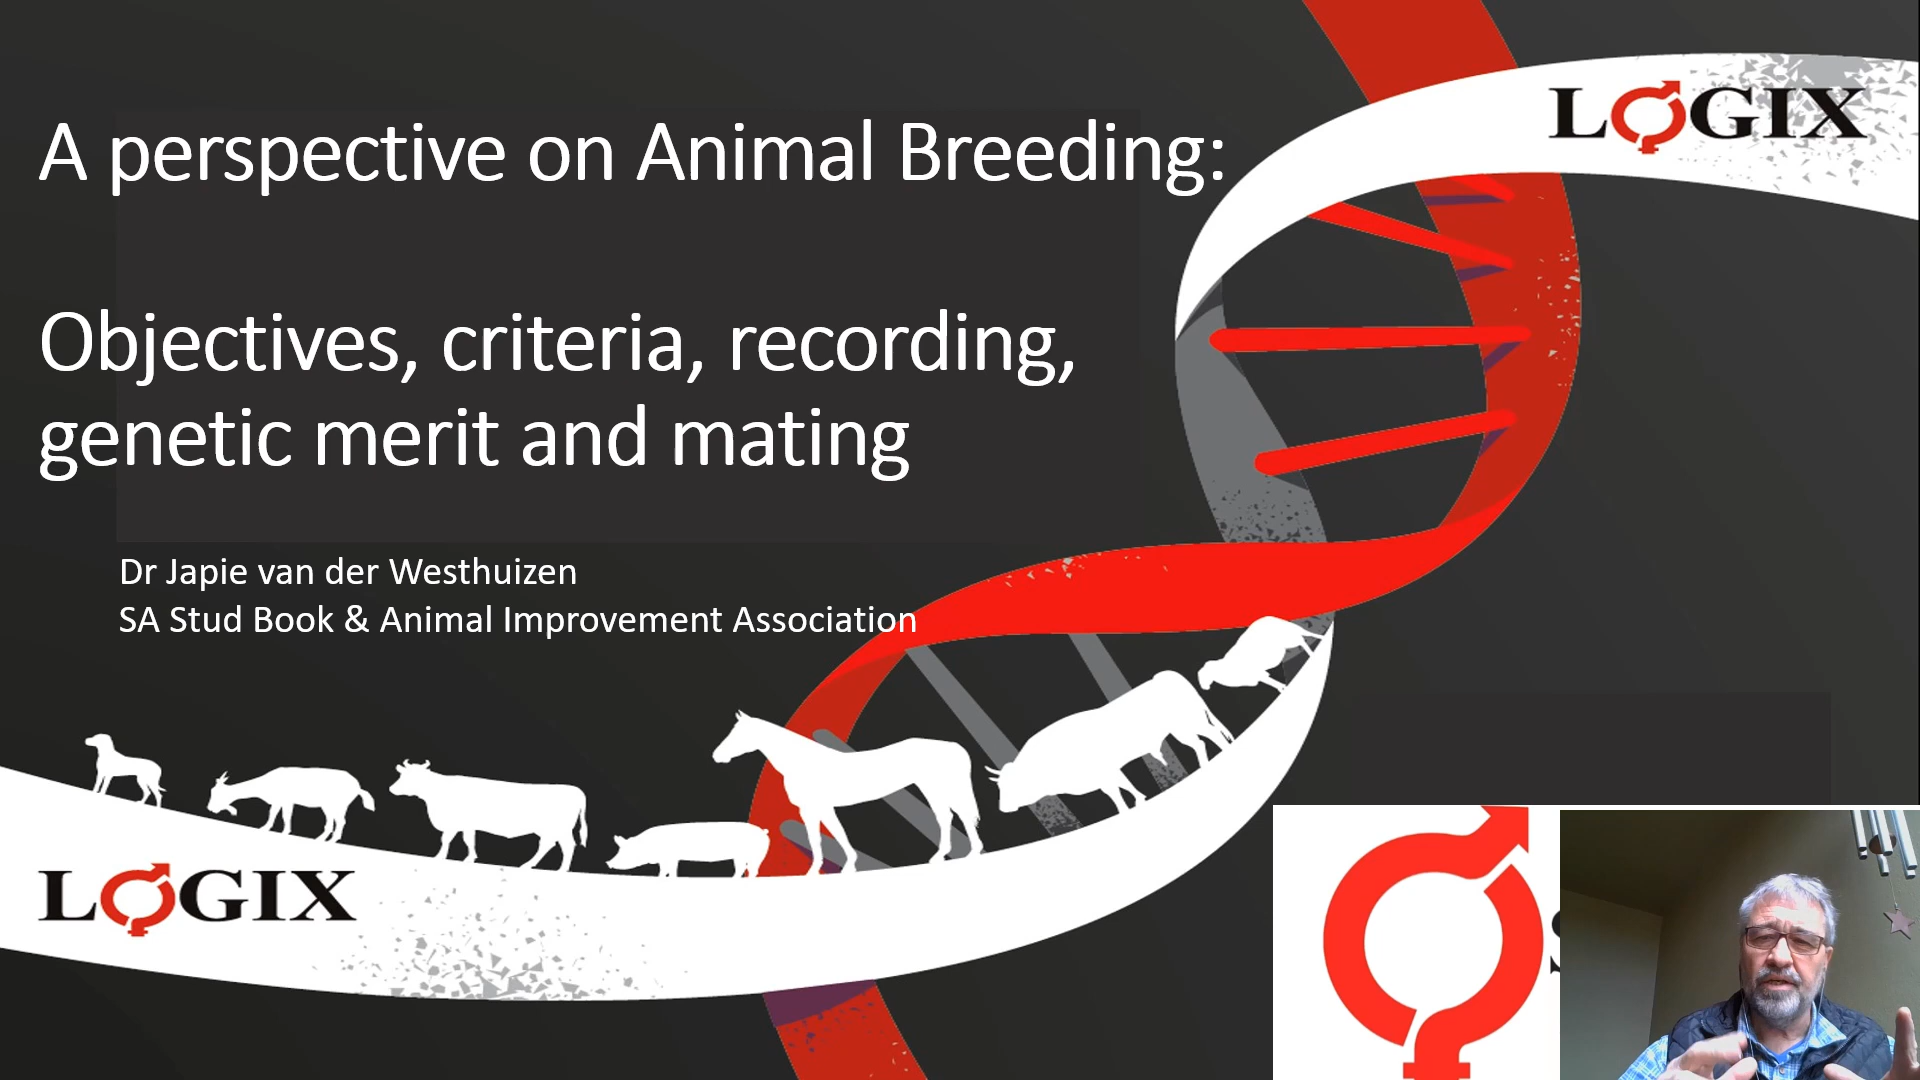 LOGIX
A perspective on Animal Breeding:
Objectives, criteria, recording,
genetic merit and mating
Dr Japie van der Westhuizen
SA Stud Book & Animal Improvement Association
LOGIX